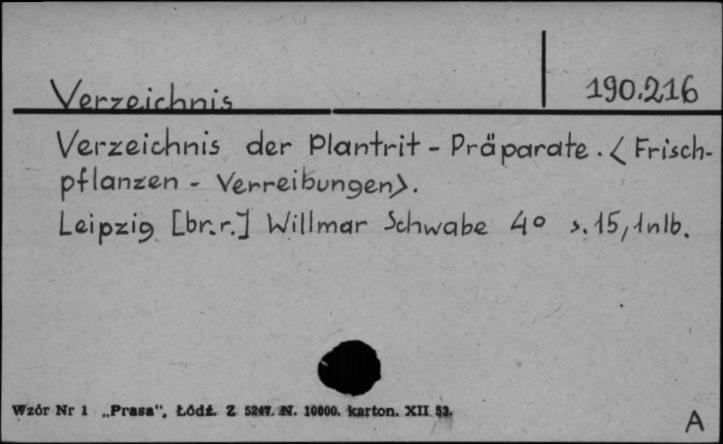 Verzeichnis
190.216
Verzeichnis der Plantrit - Präparate. < Frisch-
pflanzen - Verreibungen>.
Leipzig [br.r.] Willmar Schwabe 4° s. 15, 1nlb.
Wzór Nr 1 „Prasa", Łódź. Z 5247. N. 10000. karton. XII 53.
A